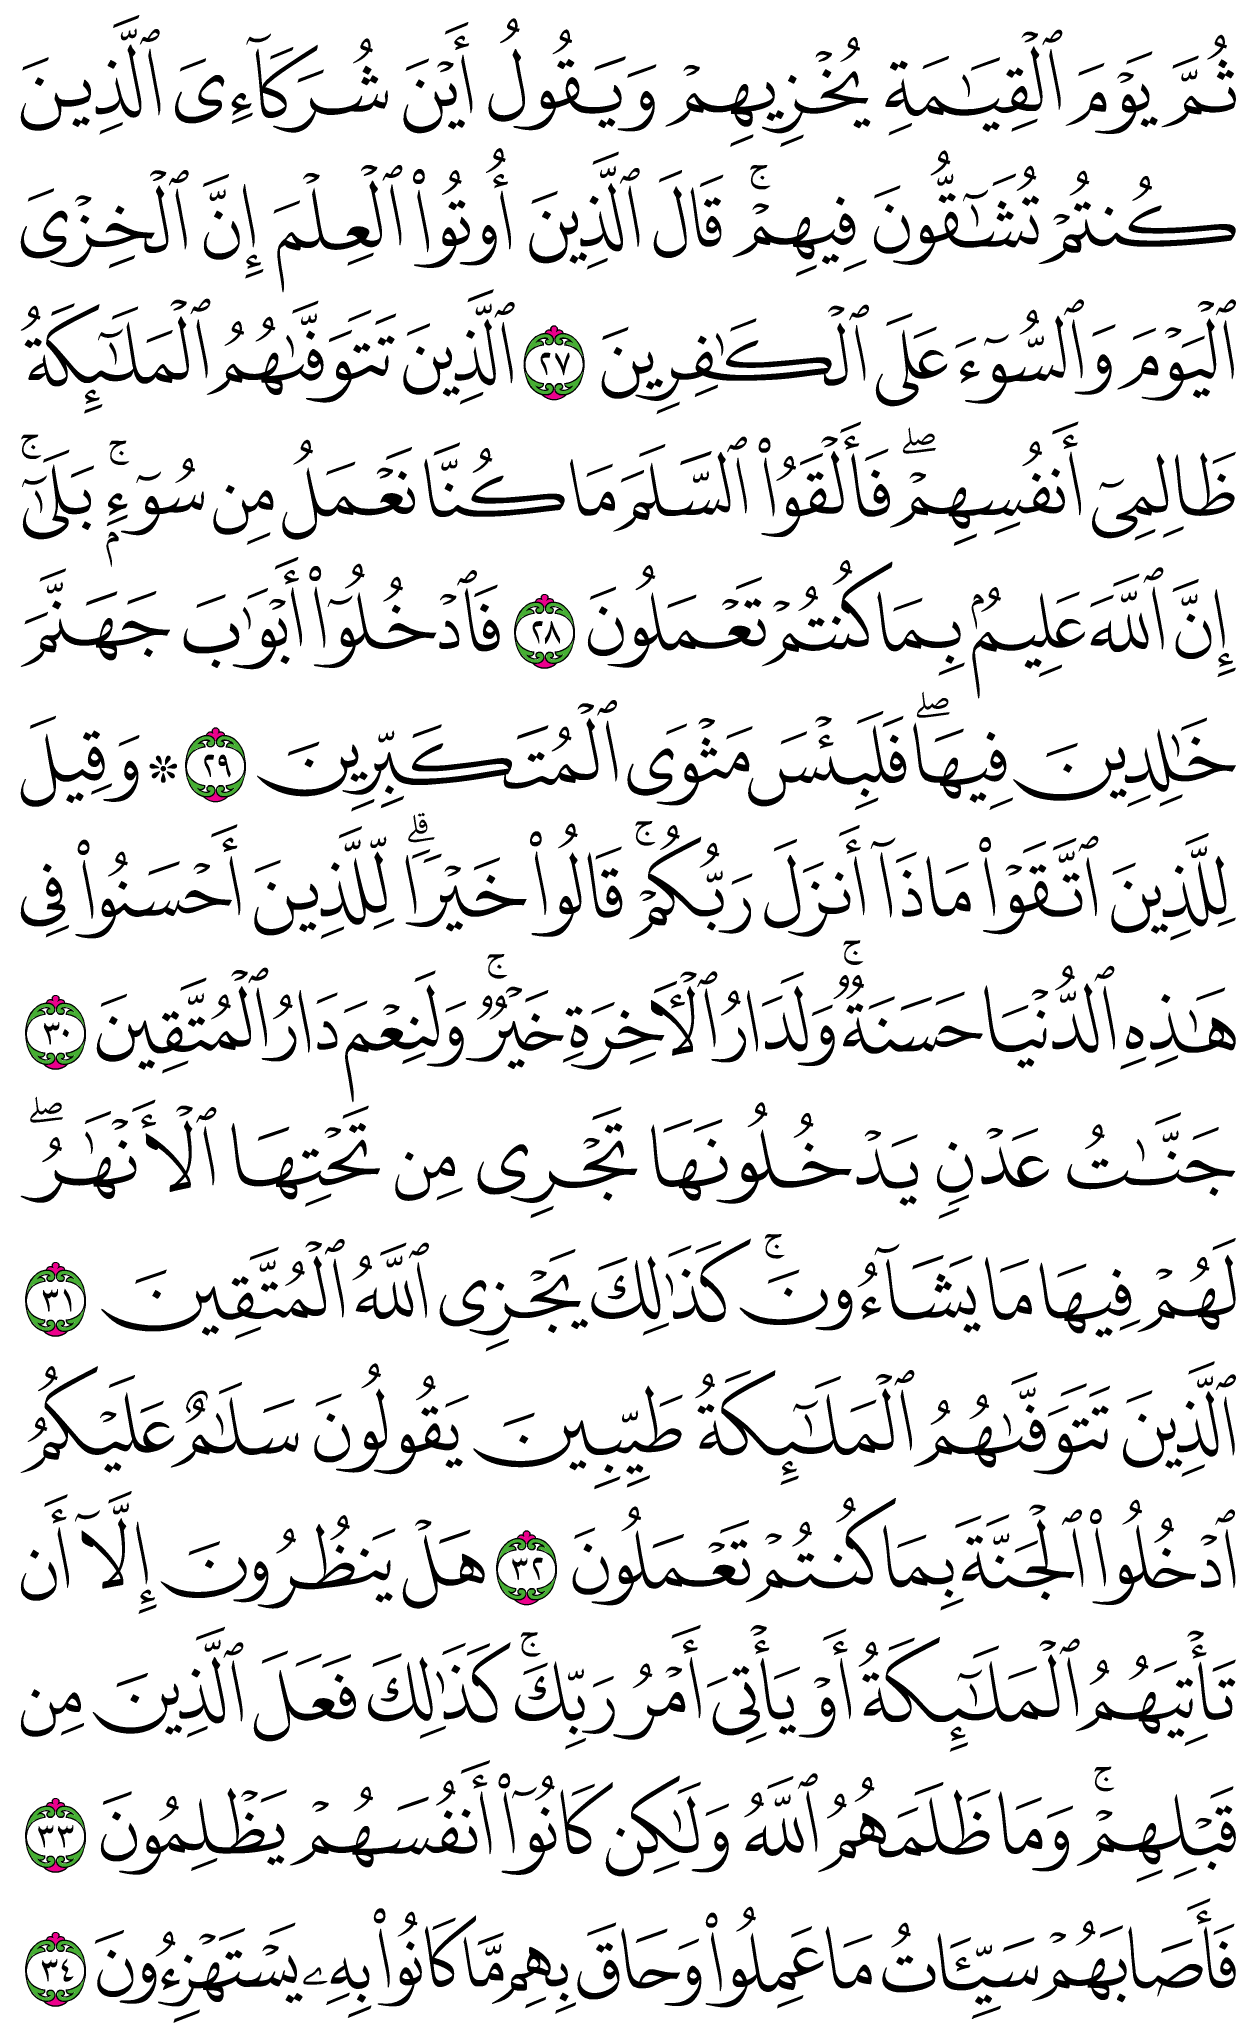 ثُمَّ يَوۡمَ ٱلۡقِيَٰمَةِ يُخۡزِيهِمۡ وَيَقُولُ أَيۡنَ شُرَكَآءِيَ ٱلَّذِينَ
كُنتُمۡ تُشَٰٓقُّونَ فِيهِمۡۚ قَالَ ٱلَّذِينَ أُوتُواْ ٱلۡعِلۡمَ إِنَّ ٱلۡخِزۡيَ
ٱلۡيَوۡمَ وَٱلسُّوٓءَ عَلَى ٱلۡكَٰفِرِينَ ٢٧ ٱلَّذِينَ تَتَوَفَّىٰهُمُ ٱلۡمَلَٰٓئِكَةُ
ظَالِمِيٓ أَنفُسِهِمۡۖ فَأَلۡقَوُاْ ٱلسَّلَمَ مَا كُنَّا نَعۡمَلُ مِن سُوٓءِۭۚ بَلَىٰٓۚ
إِنَّ ٱللَّهَ عَلِيمُۢ بِمَا كُنتُمۡ تَعۡمَلُونَ ٢٨ فَٱدۡخُلُوٓاْ أَبۡوَٰبَ جَهَنَّمَ
خَٰلِدِينَ فِيهَاۖ فَلَبِئۡسَ مَثۡوَى ٱلۡمُتَكَبِّرِينَ ٢٩ ۞ وَقِيلَ
لِلَّذِينَ ٱتَّقَوۡاْ مَاذَآ أَنزَلَ رَبُّكُمۡۚ قَالُواْ خَيۡرٗاۗ لِّلَّذِينَ أَحۡسَنُواْ فِي
هَٰذِهِ ٱلدُّنۡيَا حَسَنَةٞۚ وَلَدَارُ ٱلۡأٓخِرَةِ خَيۡرٞۚ وَلَنِعۡمَ دَارُ ٱلۡمُتَّقِينَ ٣٠
جَنَّٰتُ عَدۡنٖ يَدۡخُلُونَهَا تَجۡرِي مِن تَحۡتِهَا ٱلۡأَنۡهَٰرُۖ
لَهُمۡ فِيهَا مَا يَشَآءُونَۚ كَذَٰلِكَ يَجۡزِي ٱللَّهُ ٱلۡمُتَّقِينَ ٣١
ٱلَّذِينَ تَتَوَفَّىٰهُمُ ٱلۡمَلَٰٓئِكَةُ طَيِّبِينَ يَقُولُونَ سَلَٰمٌ عَلَيۡكُمُ
ٱدۡخُلُواْ ٱلۡجَنَّةَ بِمَا كُنتُمۡ تَعۡمَلُونَ ٣٢ هَلۡ يَنظُرُونَ إِلَّآ أَن
تَأۡتِيَهُمُ ٱلۡمَلَٰٓئِكَةُ أَوۡ يَأۡتِيَ أَمۡرُ رَبِّكَۚ كَذَٰلِكَ فَعَلَ ٱلَّذِينَ مِن
قَبۡلِهِمۡۚ وَمَا ظَلَمَهُمُ ٱللَّهُ وَلَٰكِن كَانُوٓاْ أَنفُسَهُمۡ يَظۡلِمُونَ ٣٣
فَأَصَابَهُمۡ سَيِّـَٔاتُ مَا عَمِلُواْ وَحَاقَ بِهِم مَّا كَانُواْ بِهِۦ يَسۡتَهۡزِءُونَ ٣٤